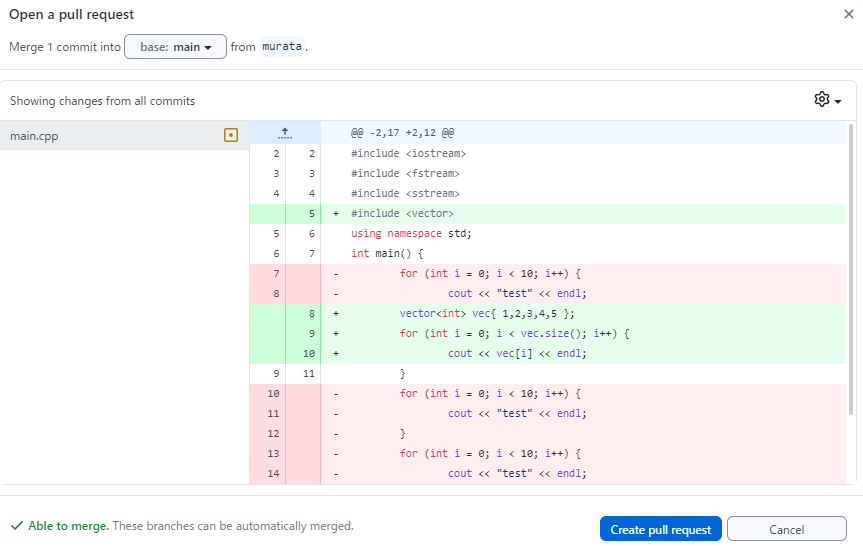 Open a pull request
Merge 1 commit into base: main from murata.
Showing changes from all commits
main.cpp
@@ -2,17 +2,12 @@
2 2 #include <iostream>
3 3 #include <fstream>
4 4 #include <sstream>
5 + #include <vector>
5 6 using namespace std;
6 7 int main() {
7 - for (int i = 0; i < 10; i++) {
8 - cout << "test" << endl;
8 + vector<int> vec{ 1,2,3,4,5 };
9 + for (int i = 0; i < vec.size(); i++) {
10 + cout << vec[i] << endl;
9 11 }
10 - for (int i = 0; i < 10; i++) {
11 - cout << "test" << endl;
12 - }
13 - for (int i = 0; i < 10; i++) {
14 - cout << "test" << endl;
Able to merge. These branches can be automatically merged.
Create pull request
Cancel